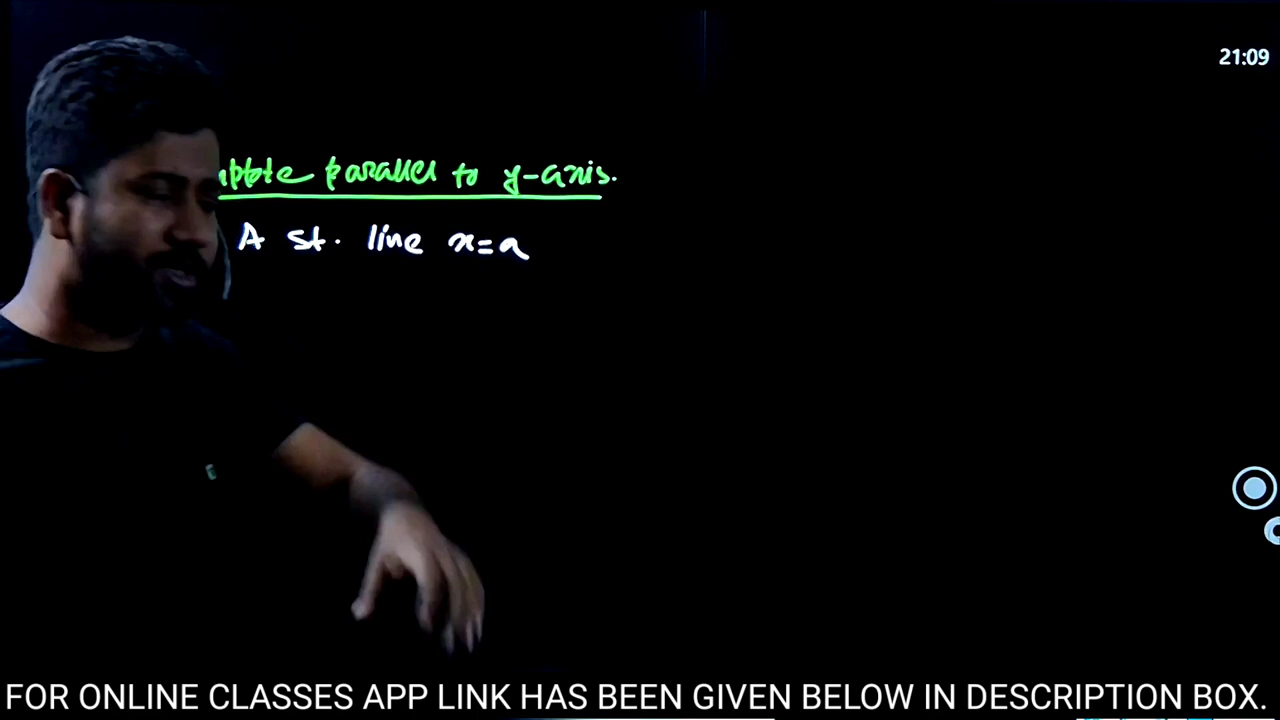 21:09
parallel to y-axis.
A st. line x=a
FOR ONLINE CLASSES APP LINK HAS BEEN GIVEN BELOW IN DESCRIPTION BOX.